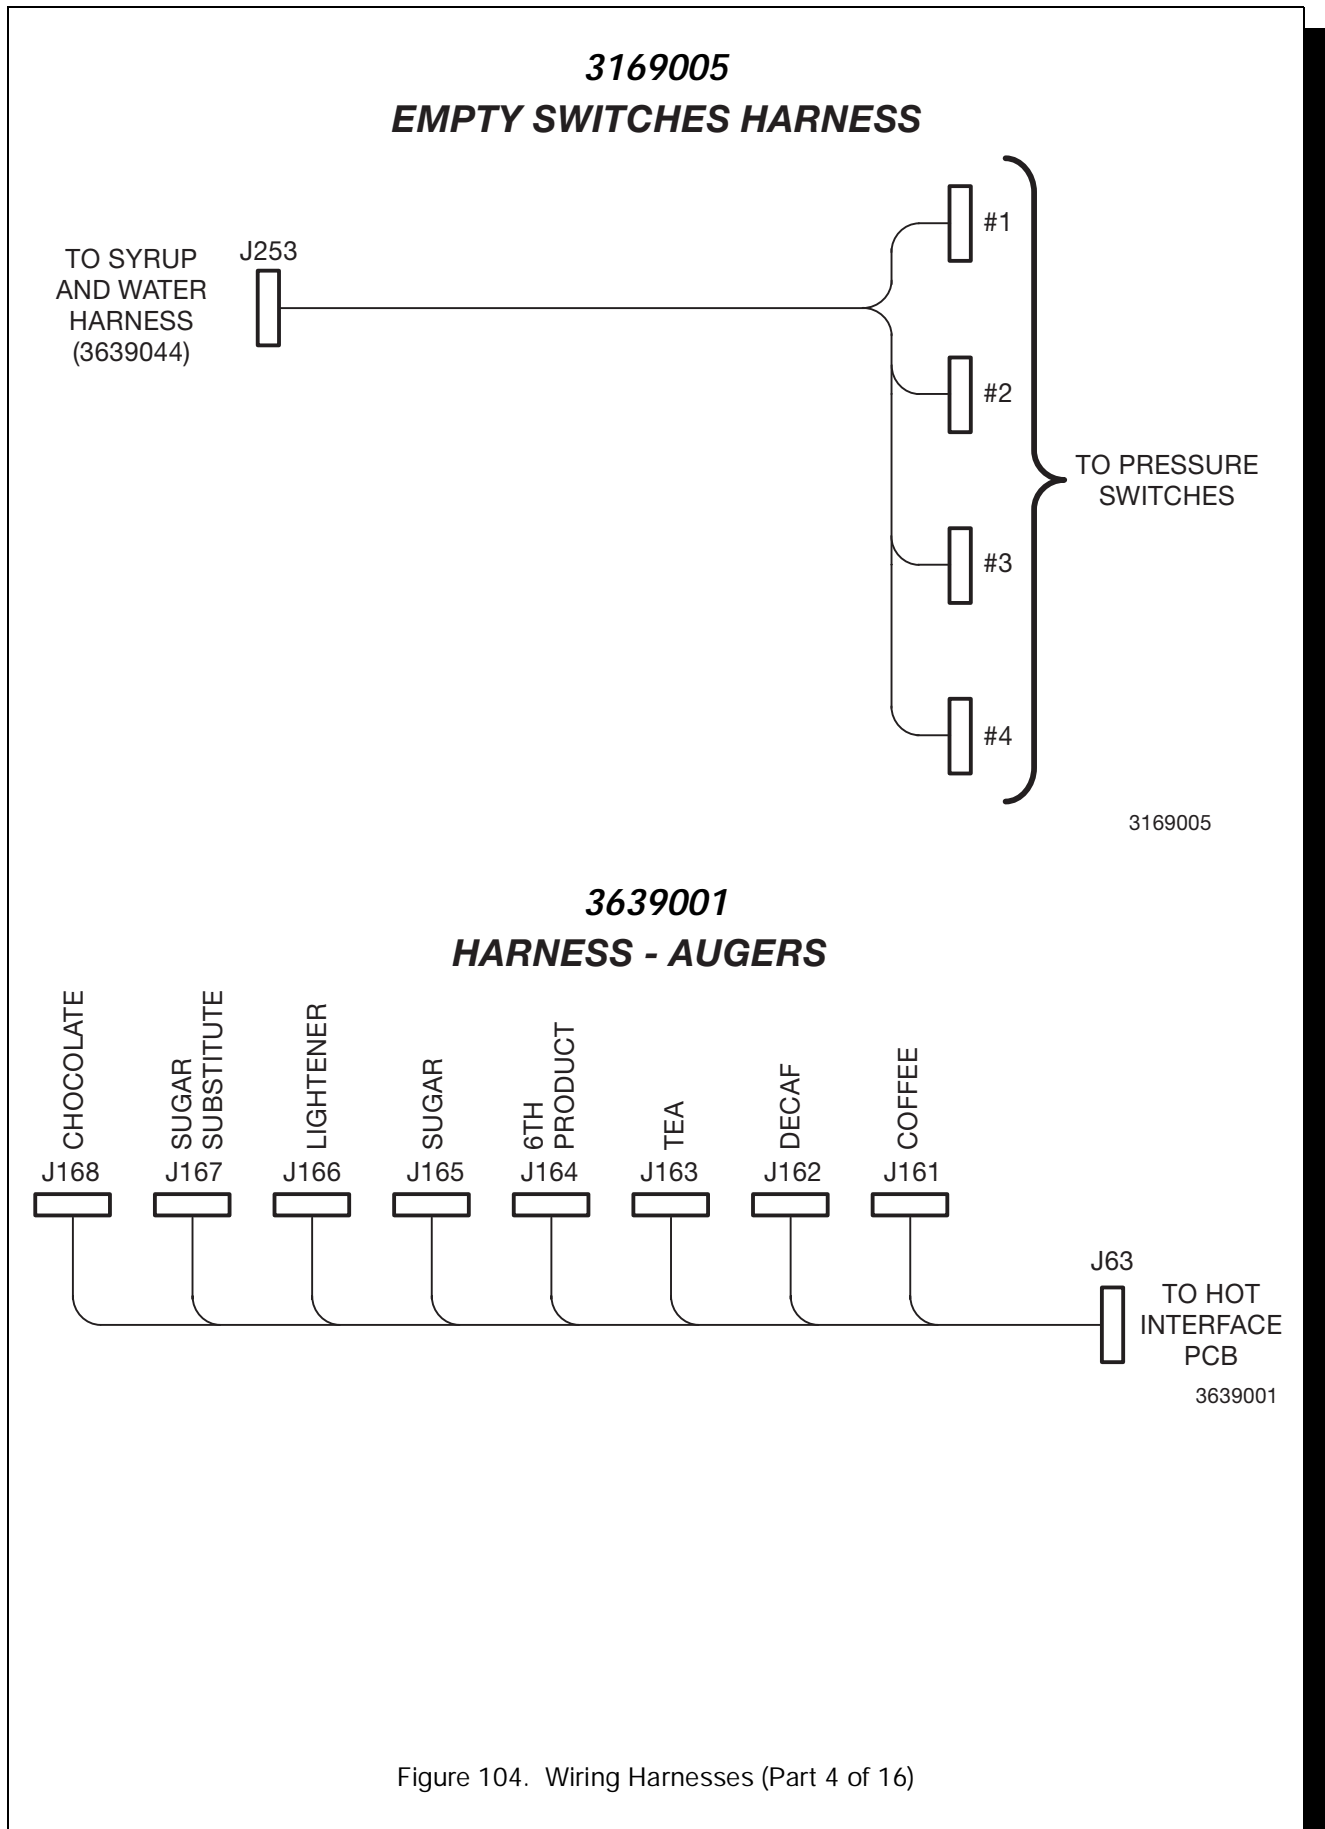 3169005
EMPTY SWITCHES HARNESS
TO SYRUP
AND WATER
HARNESS
(3639044)
J253
#1
#2
#3
#4
TO PRESSURE
SWITCHES
3169005
3639001
HARNESS - AUGERS
CHOCOLATE
SUGAR
SUBSTITUTE
LIGHTENER
SUGAR
6TH
PRODUCT
TEA
DECAF
COFFEE
J168 J167 J166 J165 J164 J163 J162 J161
J63
TO HOT
INTERFACE
PCB
3639001
Figure 104. Wiring Harnesses (Part 4 of 16)